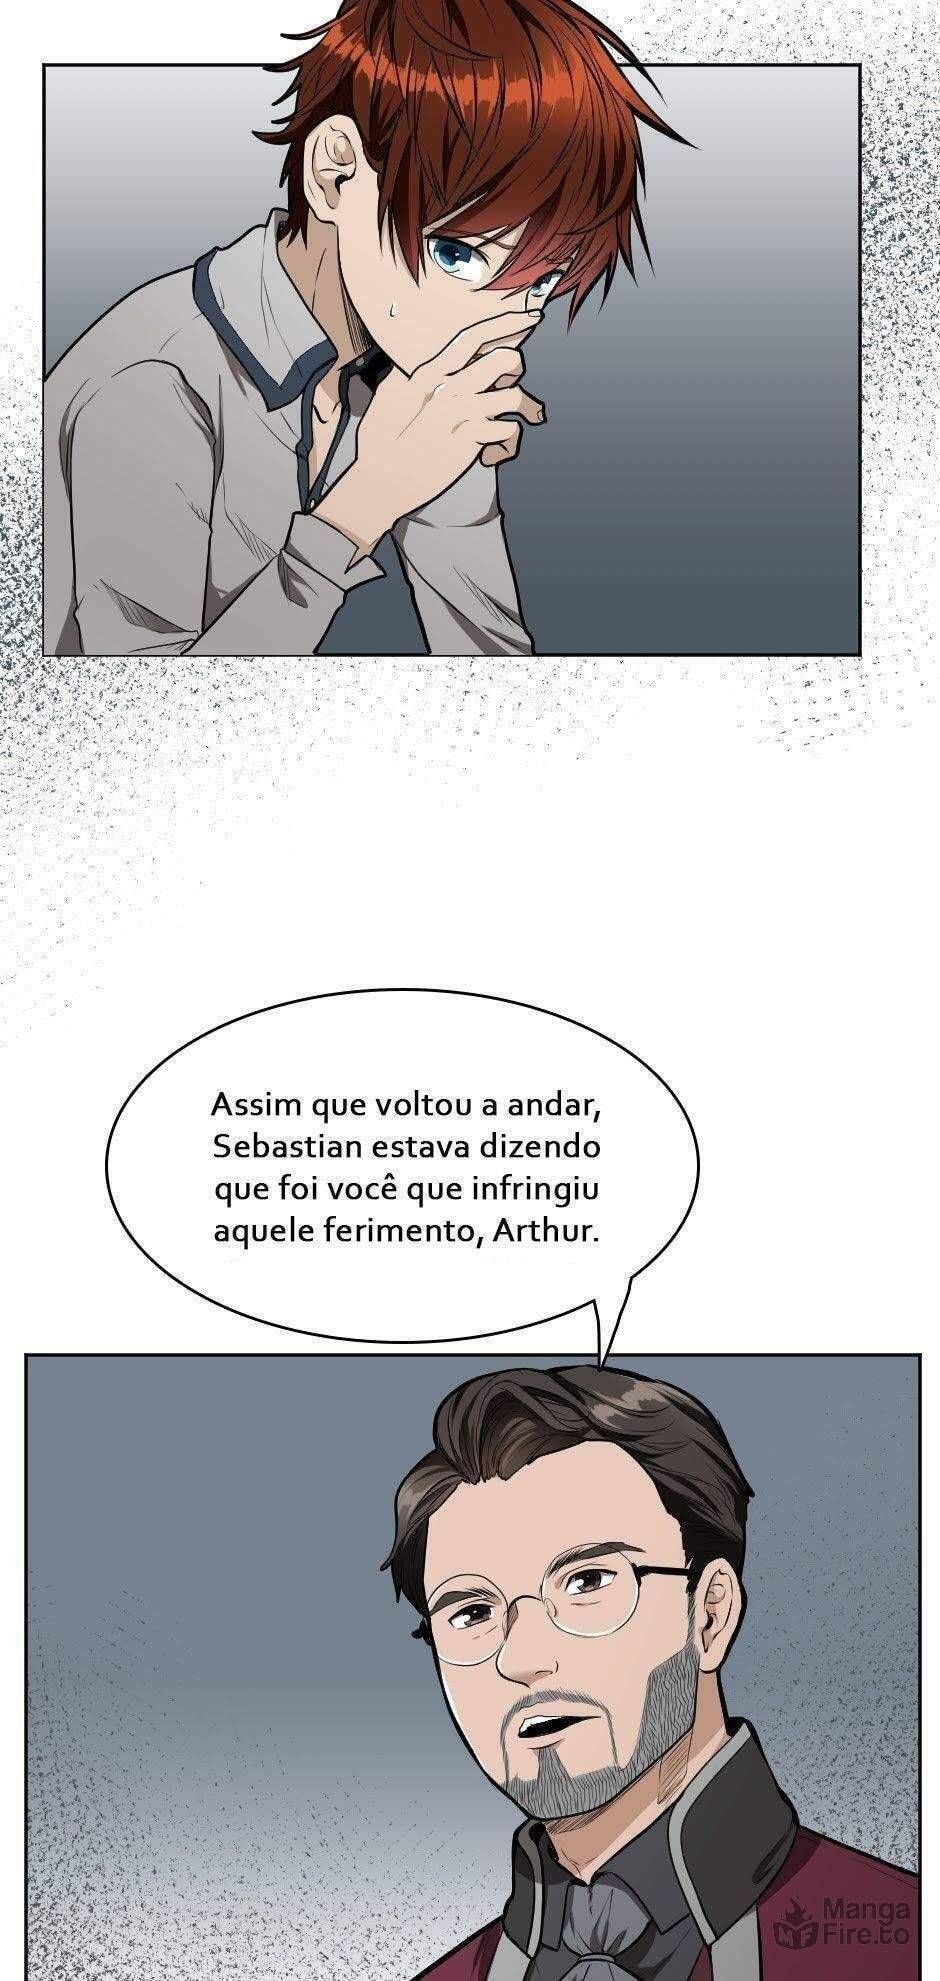 Assim que voltou a andar,
Sebastian estava dizendo
que foi você que infringiu
aquele ferimento, Arthur.
Manga
Fire.to